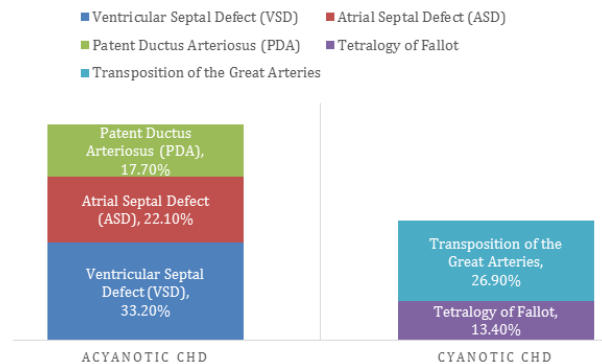 Ventricular Septal Defect (VSD) Atrial Septal Defect (ASD)
Patent Ductus Arteriosus (PDA) Tetralogy of Fallot
Transposition of the Great Arteries
Patent Ductus
Arteriosus (PDA),
17.70%
Atrial Septal Defect
(ASD), 22.10%
Ventricular Septal
Defect (VSD),
33.20%
Transposition of the
Great Arteries,
26.90%
Tetralogy of Fallot,
13.40%
ACYANOTIC CHD CYANOTIC CHD